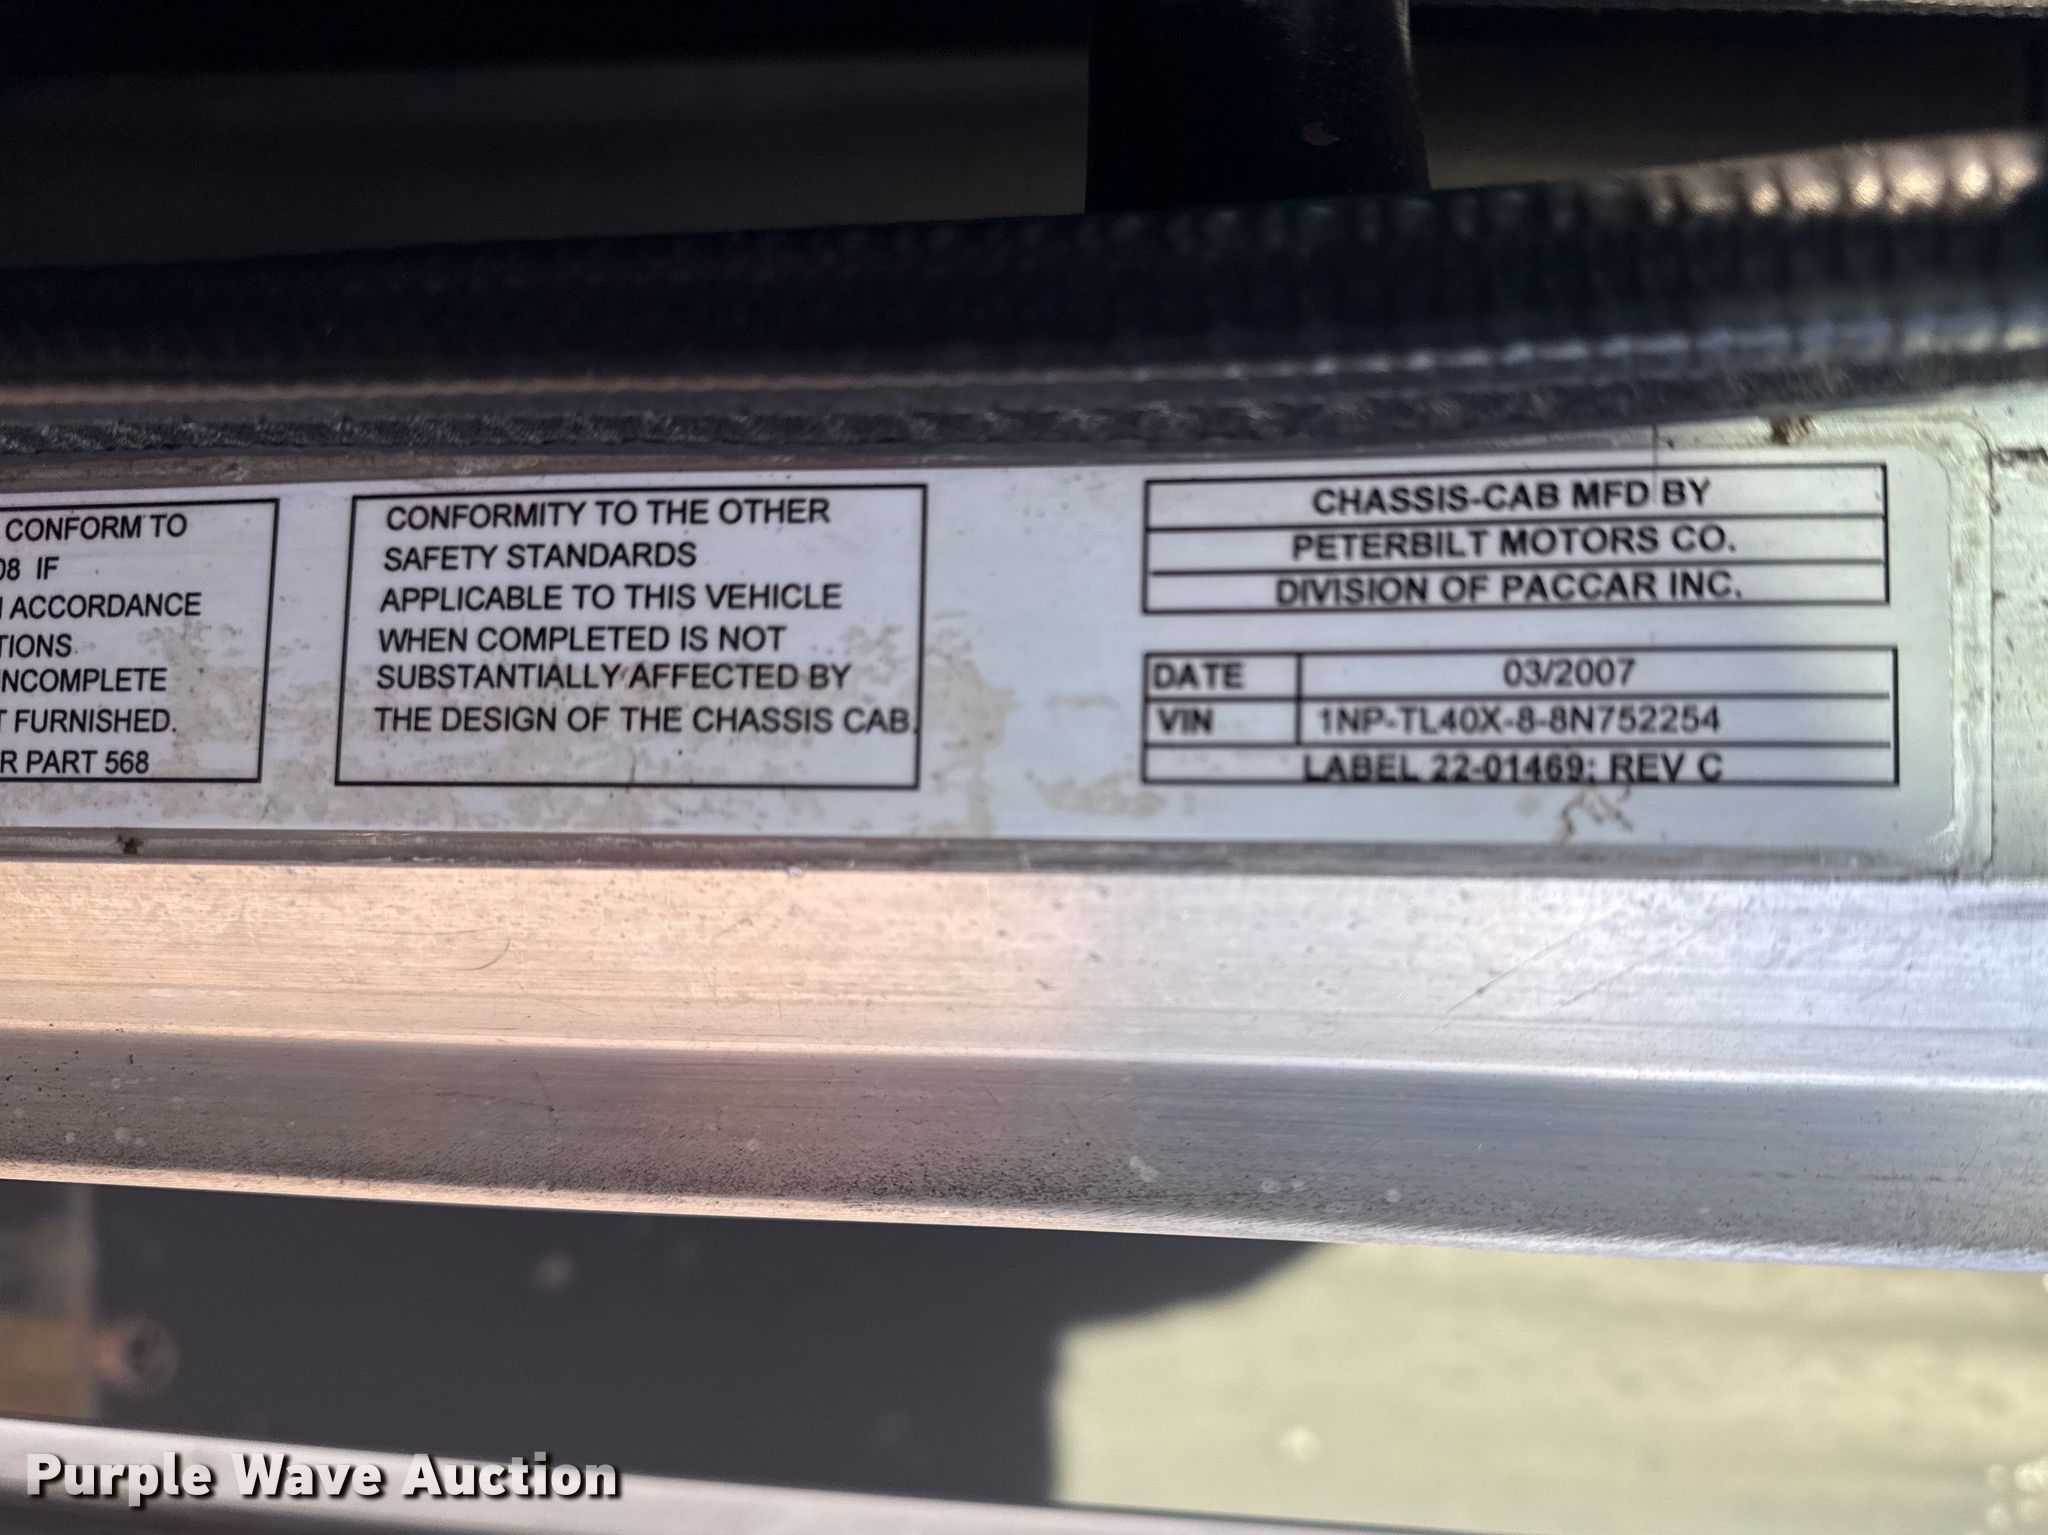 CONFORM TO
08 IF
ACCORDANCE
TIONS
NCOMPLETE
T FURNISHED.
R PART 568
CONFORMITY TO THE OTHER
SAFETY STANDARDS
APPLICABLE TO THIS VEHICLE
WHEN COMPLETED IS NOT
SUBSTANTIALLY AFFECTED BY
THE DESIGN OF THE CHASSIS CAB.
CHASSIS-CAB MFD BY
PETERBILT MOTORS CO.
DIVISION OF PACCAR INC.
DATE 03/2007
VIN 1NP-TL40X-8-8N752254
LABEL 22-01469; REV C
Purple Wave Auction